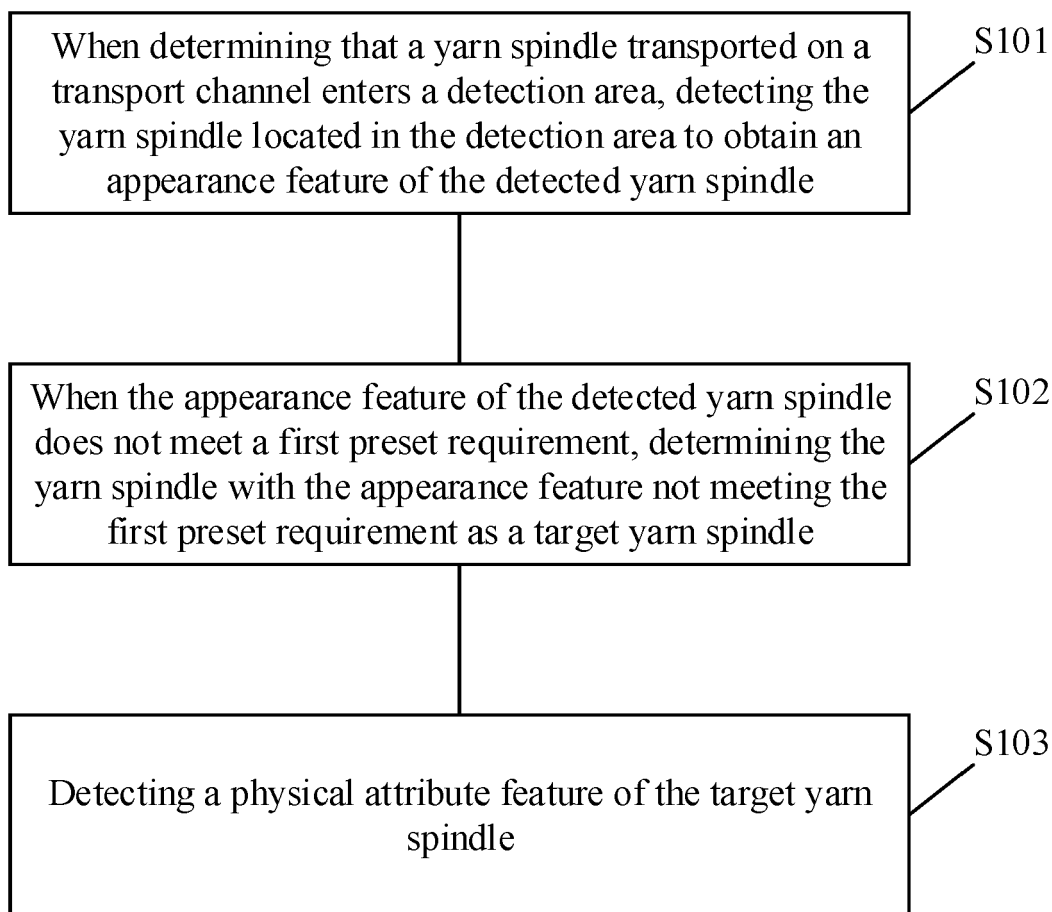 When determining that a yarn spindle transported on a
transport channel enters a detection area, detecting the
yarn spindle located in the detection area to obtain an
appearance feature of the detected yarn spindle
S101
When the appearance feature of the detected yarn spindle
does not meet a first preset requirement, determining the
yarn spindle with the appearance feature not meeting the
first preset requirement as a target yarn spindle
S102
Detecting a physical attribute feature of the target yarn
spindle
S103